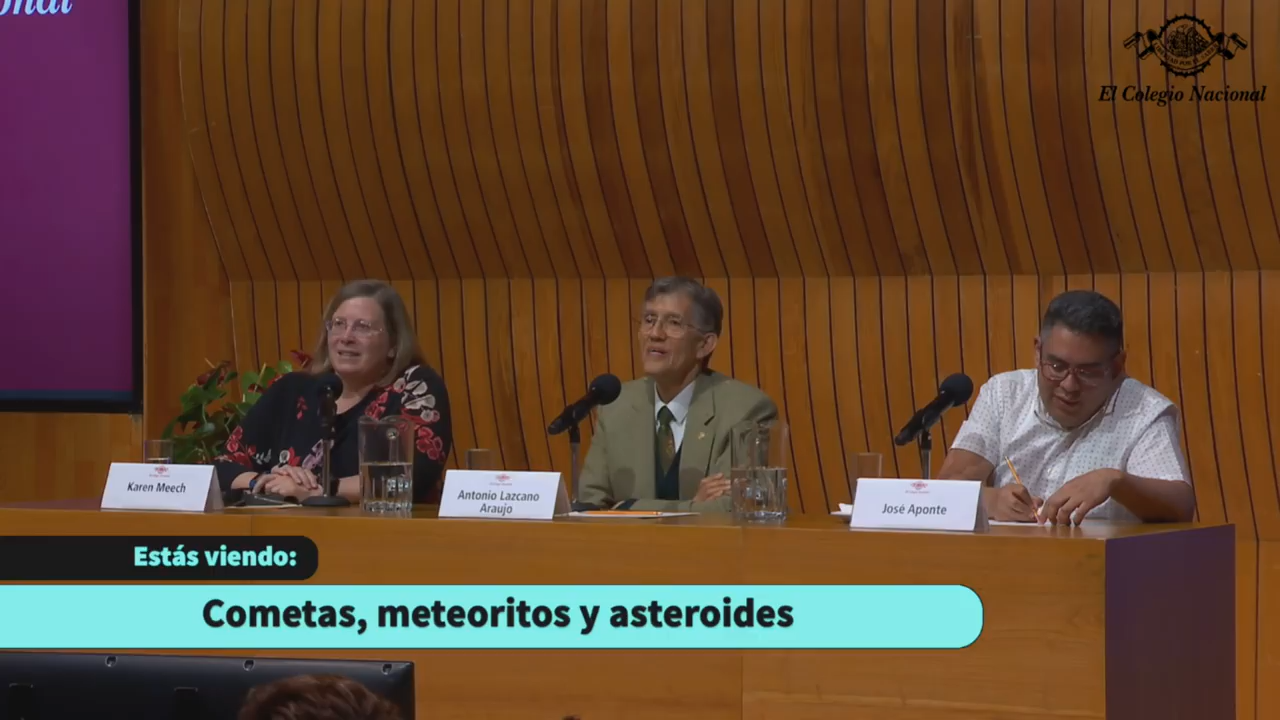 onal
El Colegio Nacional
Karen Meech
Antonio Lazcano
Araujo
José Aponte
Estás viendo:
Cometas, meteoritos y asteroides